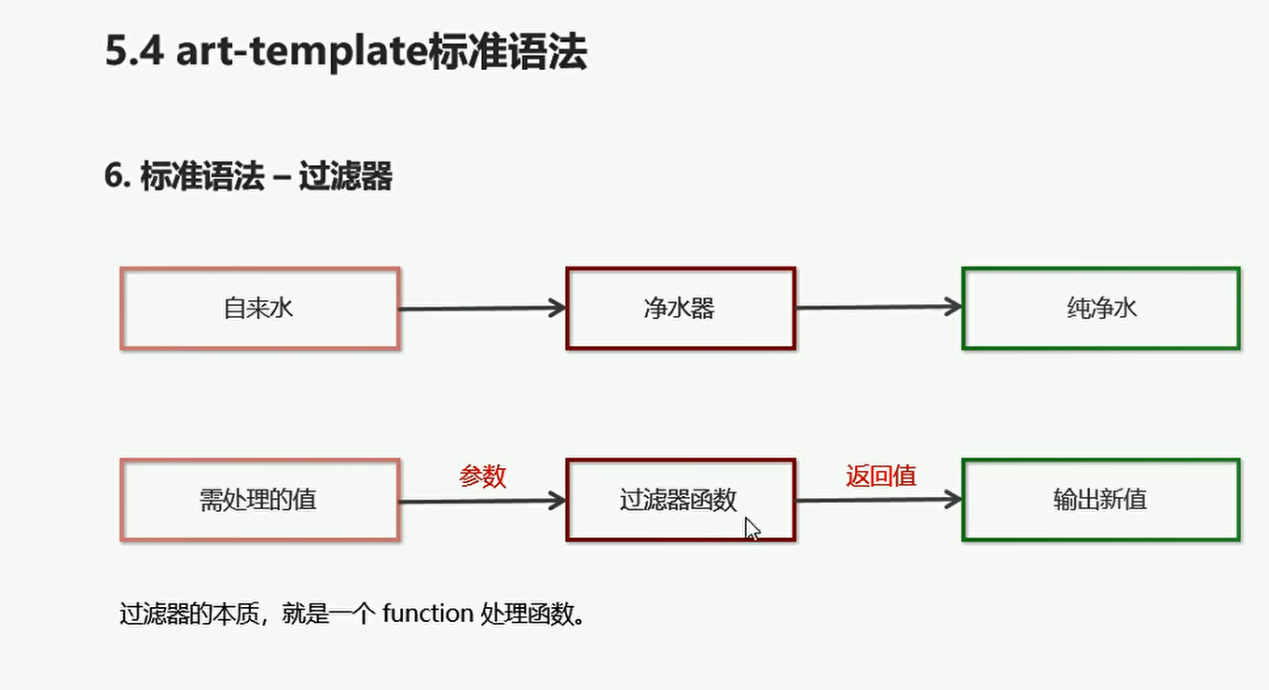 5.4 art-template标准语法
6. 标准语法 – 过滤器
自来水
净水器
纯净水
需处理的值
参数
过滤器函数
返回值
输出新值
过滤器的本质，就是一个 function 处理函数。